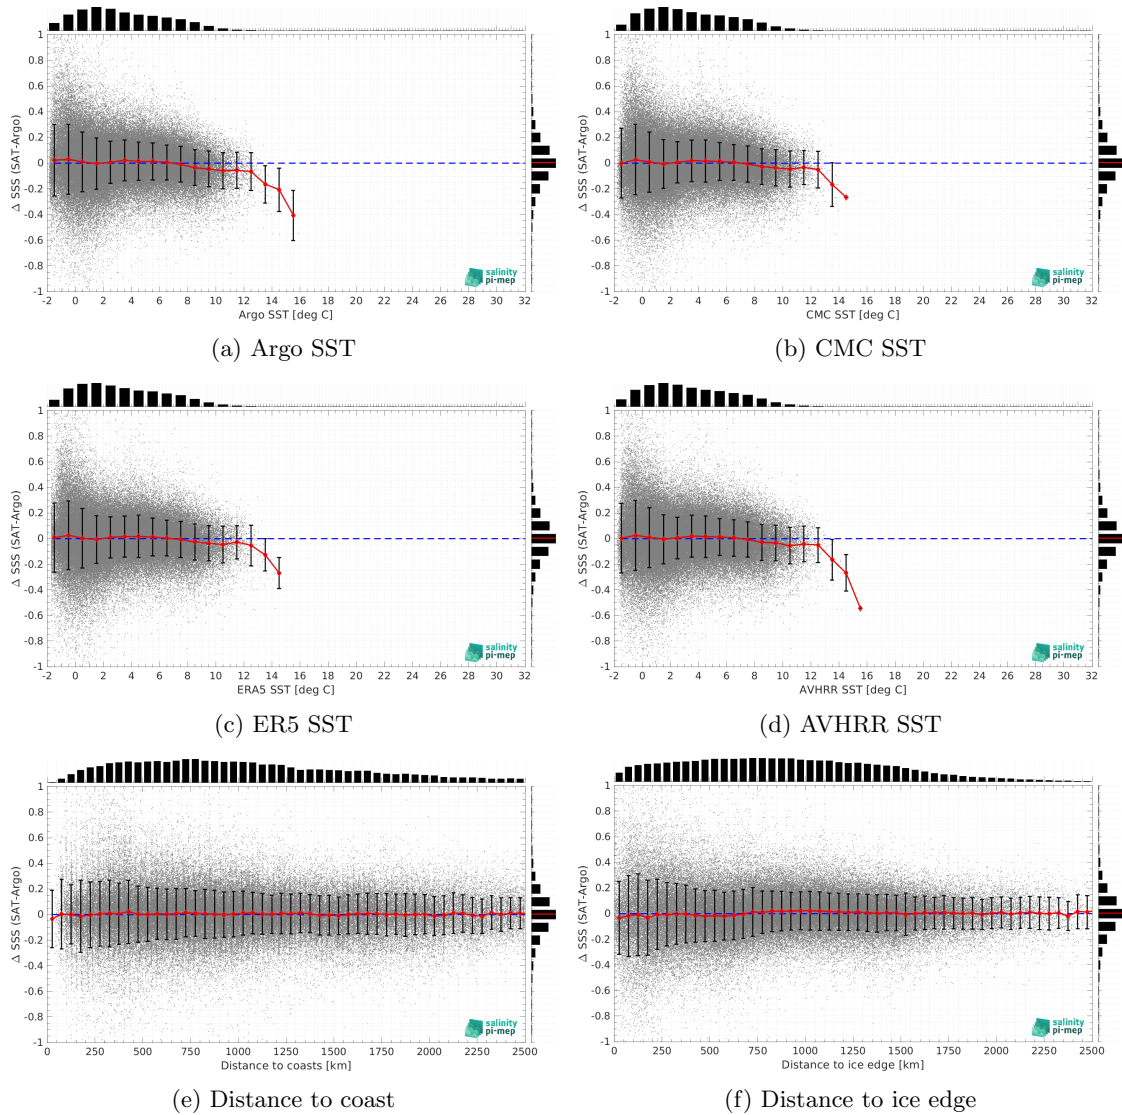 1
0.8
0.6
0.4
0.2
0
-0.2
-0.4
-0.6
-0.8
-1
Δ SSS (SAT-Argo)
salinity
pi-mep
-2 0 2 4 6 8 10 12 14 16 18 20 22 24 26 28 30 32
Argo SST [deg C]
(a) Argo SST
1
0.8
0.6
0.4
0.2
0
-0.2
-0.4
-0.6
-0.8
-1
Δ SSS (SAT-Argo)
salinity
pi-mep
-2 0 2 4 6 8 10 12 14 16 18 20 22 24 26 28 30 32
CMC SST [deg C]
(b) CMC SST
1
0.8
0.6
0.4
0.2
0
-0.2
-0.4
-0.6
-0.8
-1
Δ SSS (SAT-Argo)
salinity
pi-mep
-2 0 2 4 6 8 10 12 14 16 18 20 22 24 26 28 30 32
ERA5 SST [deg C]
(c) ER5 SST
1
0.8
0.6
0.4
0.2
0
-0.2
-0.4
-0.6
-0.8
-1
Δ SSS (SAT-Argo)
salinity
pi-mep
-2 0 2 4 6 8 10 12 14 16 18 20 22 24 26 28 30 32
AVHRR SST [deg C]
(d) AVHRR SST
1
0.8
0.6
0.4
0.2
0
-0.2
-0.4
-0.6
-0.8
-1
Δ SSS (SAT-Argo)
salinity
pi-mep
0 250 500 750 1000 1250 1500 1750 2000 2250 2500
Distance to coasts [km]
(e) Distance to coast
1
0.8
0.6
0.4
0.2
0
-0.2
-0.4
-0.6
-0.8
-1
Δ SSS (SAT-Argo)
salinity
pi-mep
0 250 500 750 1000 1250 1500 1750 2000 2250 2500
Distance to ice edge [km]
(f) Distance to ice edge